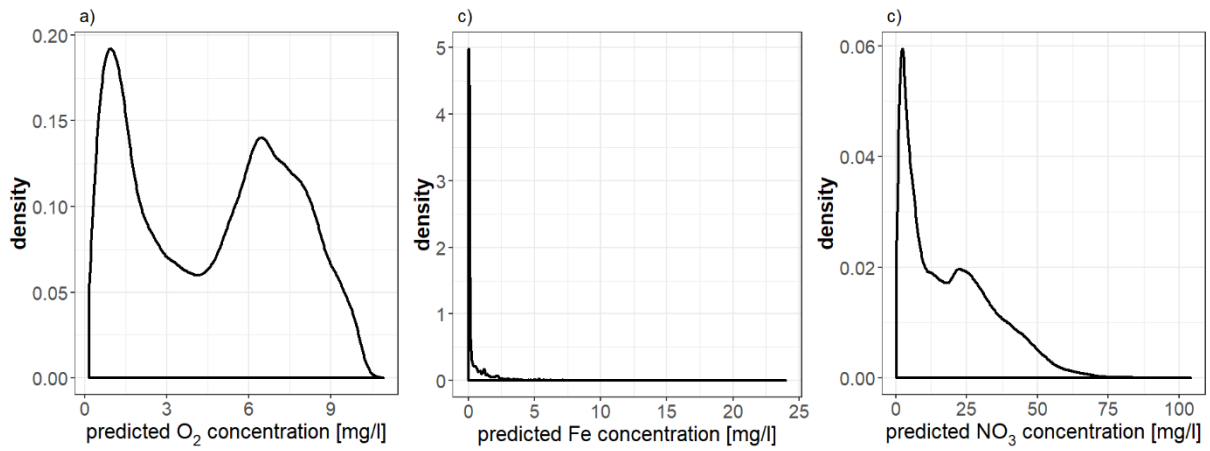 a)
0.20
0.15
0.10
0.05
0.00
density
0 3 6 9
predicted O₂ concentration [mg/l]
c)
5
4
3
2
1
0
density
0 5 10 15 20 25
predicted Fe concentration [mg/l]
c)
0.06
0.04
0.02
0.00
density
0 25 50 75 100
predicted NO₃ concentration [mg/l]